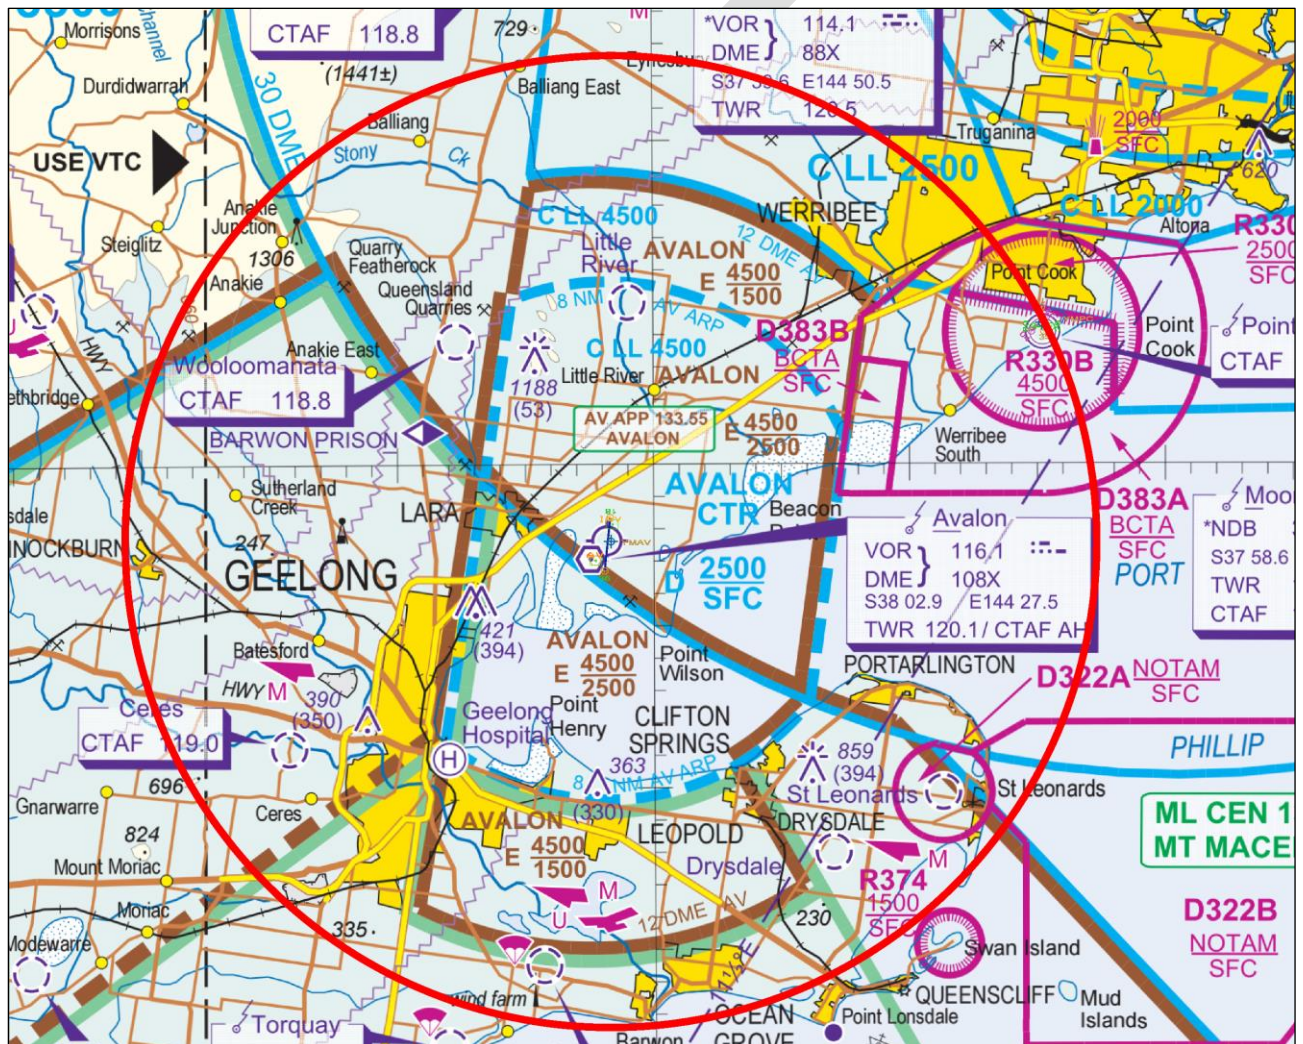 CTAF 118.8
729
M
*VOR
DME
114.1
88X
S37 39.6 E144 50.5
TWR
Morrisons
Channel
(1441±)
Balliang East
Durdidwarrah
30 DME
Balliang
Stony
Ck
Truganina
2000
SFC
620
USE VTC
C LL 2500
C LL 2000
Anakie
Junction
1306
Steiglitz
Quarry
Featherock
C LL 4500
WERRIBEE
12 DME AV
Altona
R330
2500
SFC
Little
River
AVALON
E 4500
1500
Anakie
Queensland
Quarries
8 NM AV ARP
Point Cook
HWY
Anakie East
Wooloomanata
CTAF 118.8
1188
(53)
C LL 4500
Little River
AVALON
E 4500
2500
D383B
BCTA
SFC
R330B
4500
SFC
Point
Cook
Point
CTAF
ethbridge
U
AV APP 133.55
AVALON
BARWON PRISON
Werribee
South
Sutherland
Creek
LARA
AVALON
CTR
D 2500
SFC
Beacon
D383A
BCTA
SFC
PORT
Avalon
VOR
DME
116.1
108X
S38 02.9 E144 27.5
TWR 120.1 / CTAF AH
Moo
*NDB
S37 58.6
TWR
CTAF
sdale
NOCKBURN
247
GEELONG
421
(394)
AVALON
E 4500
2500
Batesford
M
HWY
390
(350)
Point
Wilson
PORTARLINGTON
D322A NOTAM
SFC
Ceres
CTAF 119.0
Geelong
Hospital
H
Point
Henry
CLIFTON
SPRINGS
PHILLIP
363
(330)
8 NM AV ARP
859
(394)
St Leonards
St Leonards
Gnarwarre
696
Ceres
824
AVALON
E 4500
1500
LEOPOLD
DRYSDALE
Drysdale
M
ML CEN 1
MT MACE
Mount Moriac
R374
1500
SFC
Moriac
335
U
M
12 DME AV
230
D322B
NOTAM
SFC
Modewarre
11½°E
Swan Island
wind farm
QUEENSCLIFF
Mud
Islands
Torquay
Barwon
OCEAN
GROVE
Point Lonsdale